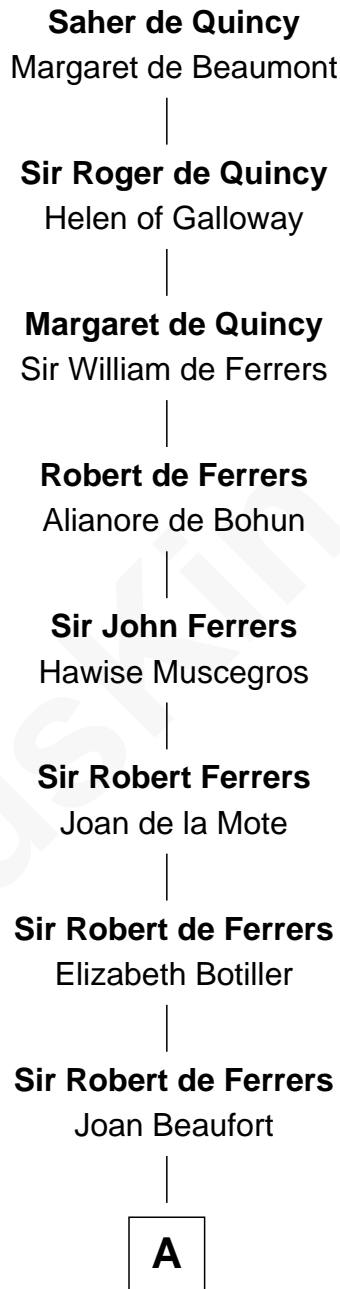 Saher de Quincy
Margaret de Beaumont
Sir Roger de Quincy
Helen of Galloway
Margaret de Quincy
Sir William de Ferrers
Robert de Ferrers
Alianore de Bohun
Sir John Ferrers
Hawise Muscegros
Sir Robert Ferrers
Joan de la Mote
Sir Robert de Ferrers
Elizabeth Botiller
Sir Robert de Ferrers
Joan Beaufort
A